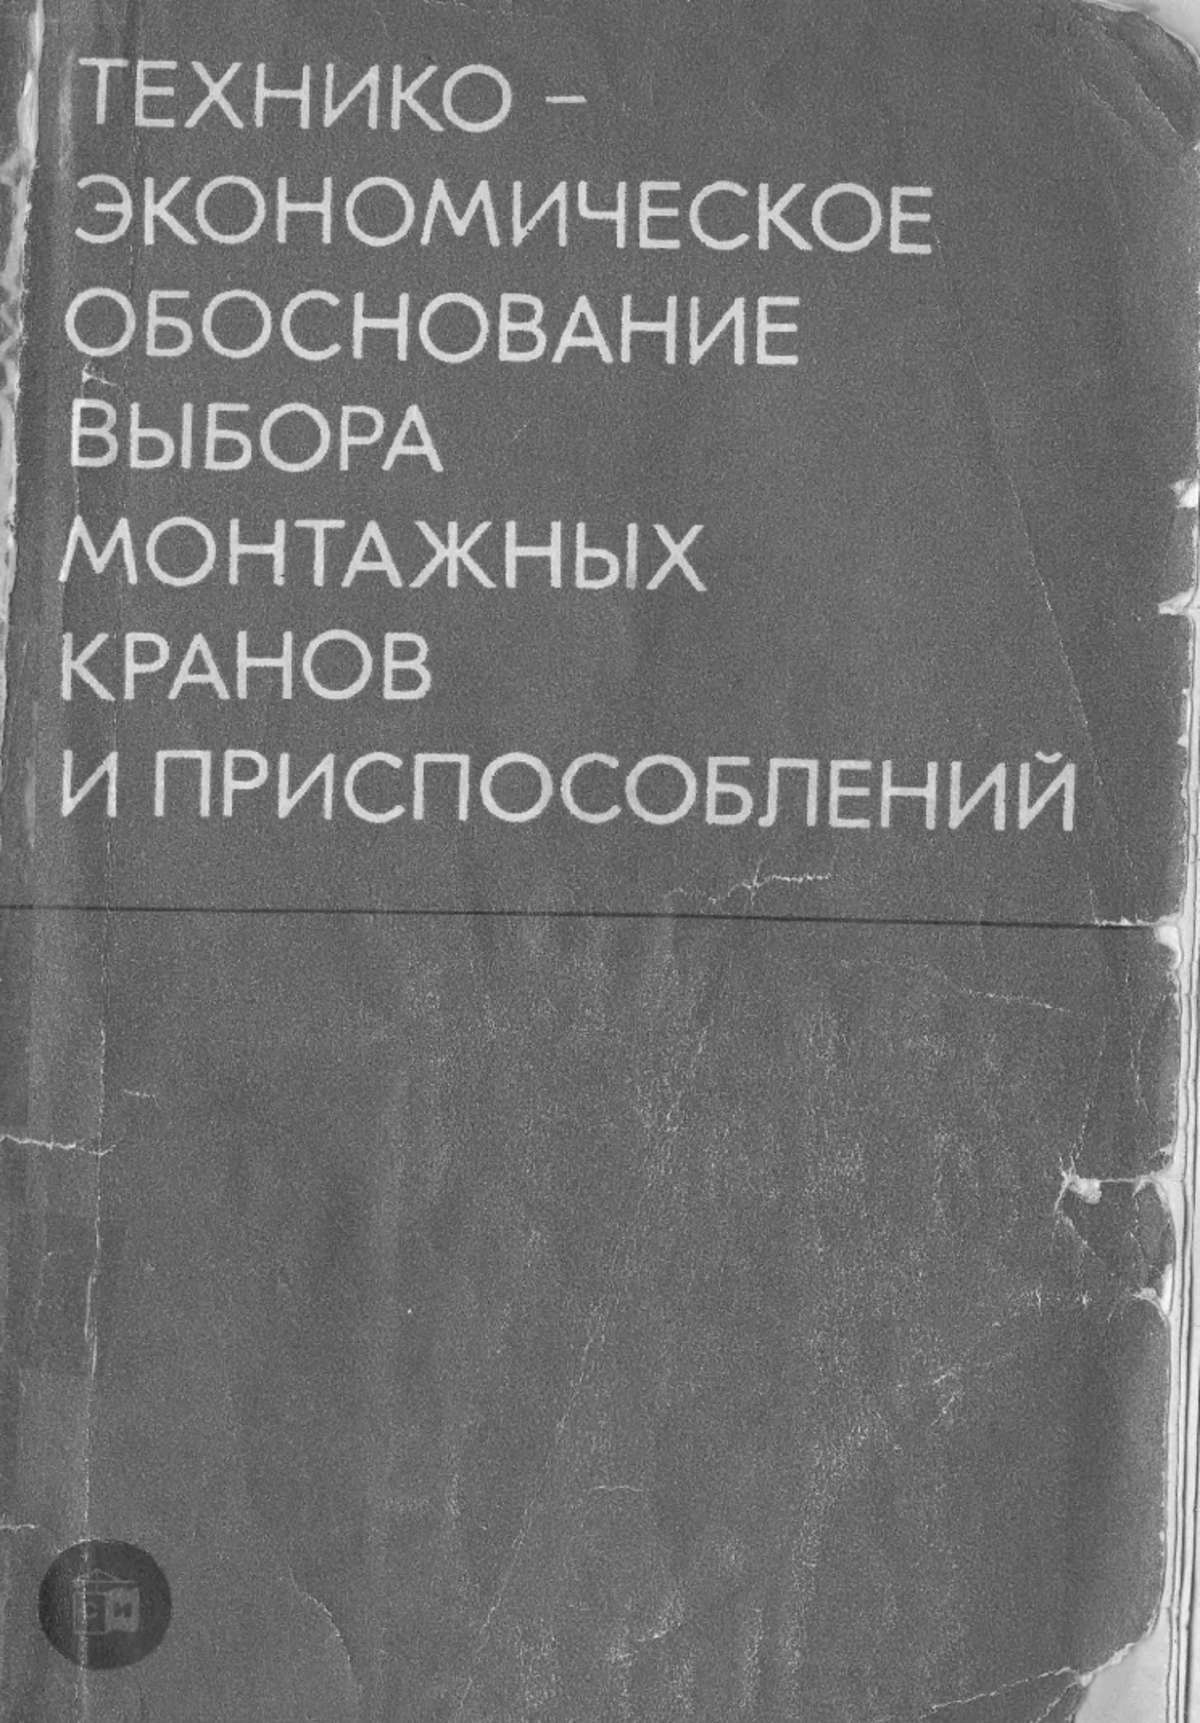 ТЕХНИКО –
ЭКОНОМИЧЕСКОЕ
ОБОСНОВАНИЕ
ВЫБОРА
МОНТАЖНЫХ
КРАНОВ
И ПРИСПОСОБЛЕНИЙ
С И